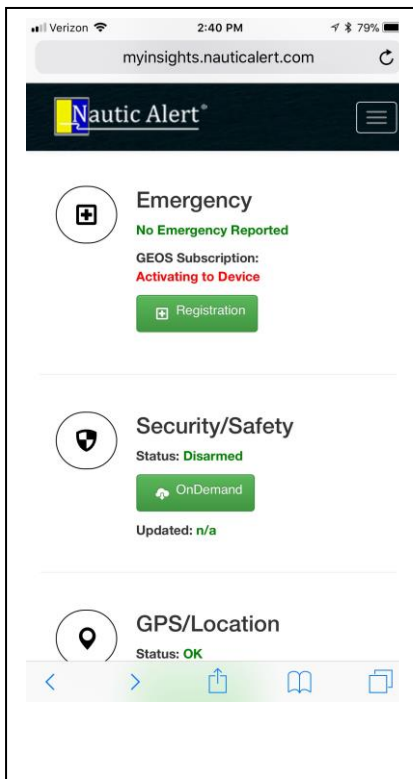 Verizon 2:40 PM 79%
myinsights.nauticalert.com
Nautic Alert®
Emergency
No Emergency Reported
GEOS Subscription:
Activating to Device
Registration
Security/Safety
Status: Disarmed
OnDemand
Updated: n/a
GPS/Location
Status: OK